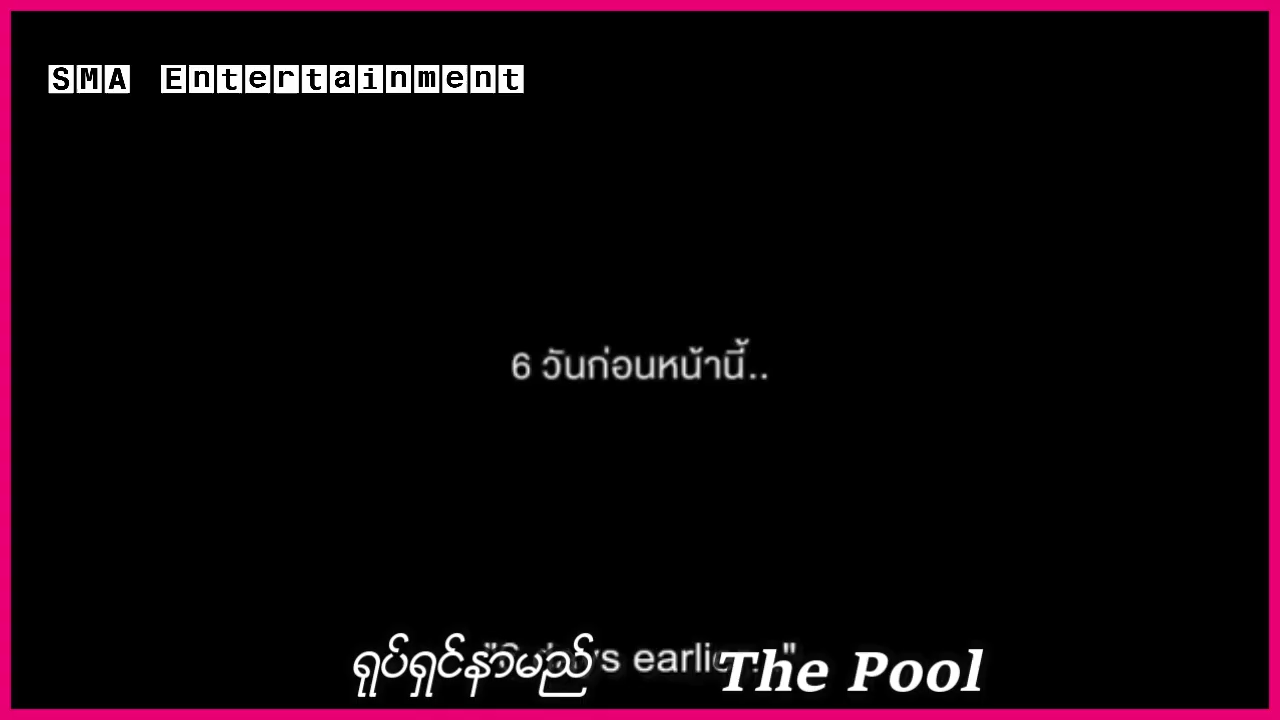 SMA Entertainment
6 วันก่อนหน้านี้..
ရုပ်ရှင်နာမည် The Pool
earlier